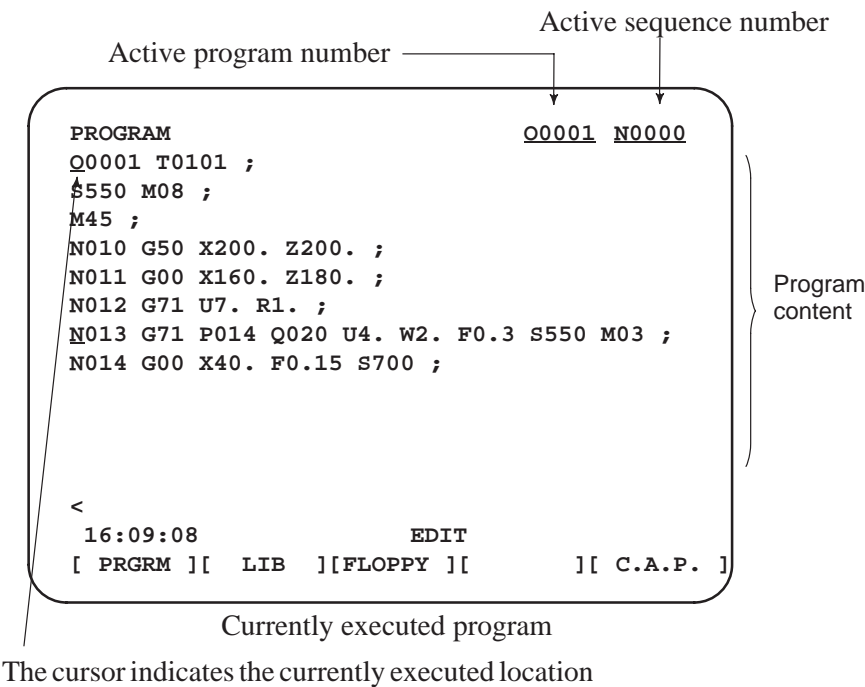 Active sequence number
Active program number
PROGRAM O0001 N0000
O0001 T0101 ;
S550 M08 ;
M45 ;
N010 G50 X200. Z200. ;
N011 G00 X160. Z180. ;
N012 G71 U7. R1. ;
N013 G71 P014 Q020 U4. W2. F0.3 S550 M03 ;
N014 G00 X40. F0.15 S700 ;
Program
content
<
16:09:08 EDIT
[ PRGRM ][ LIB ][FLOPPY ][ ][ C.A.P. ]
Currently executed program
The cursor indicates the currently executed location